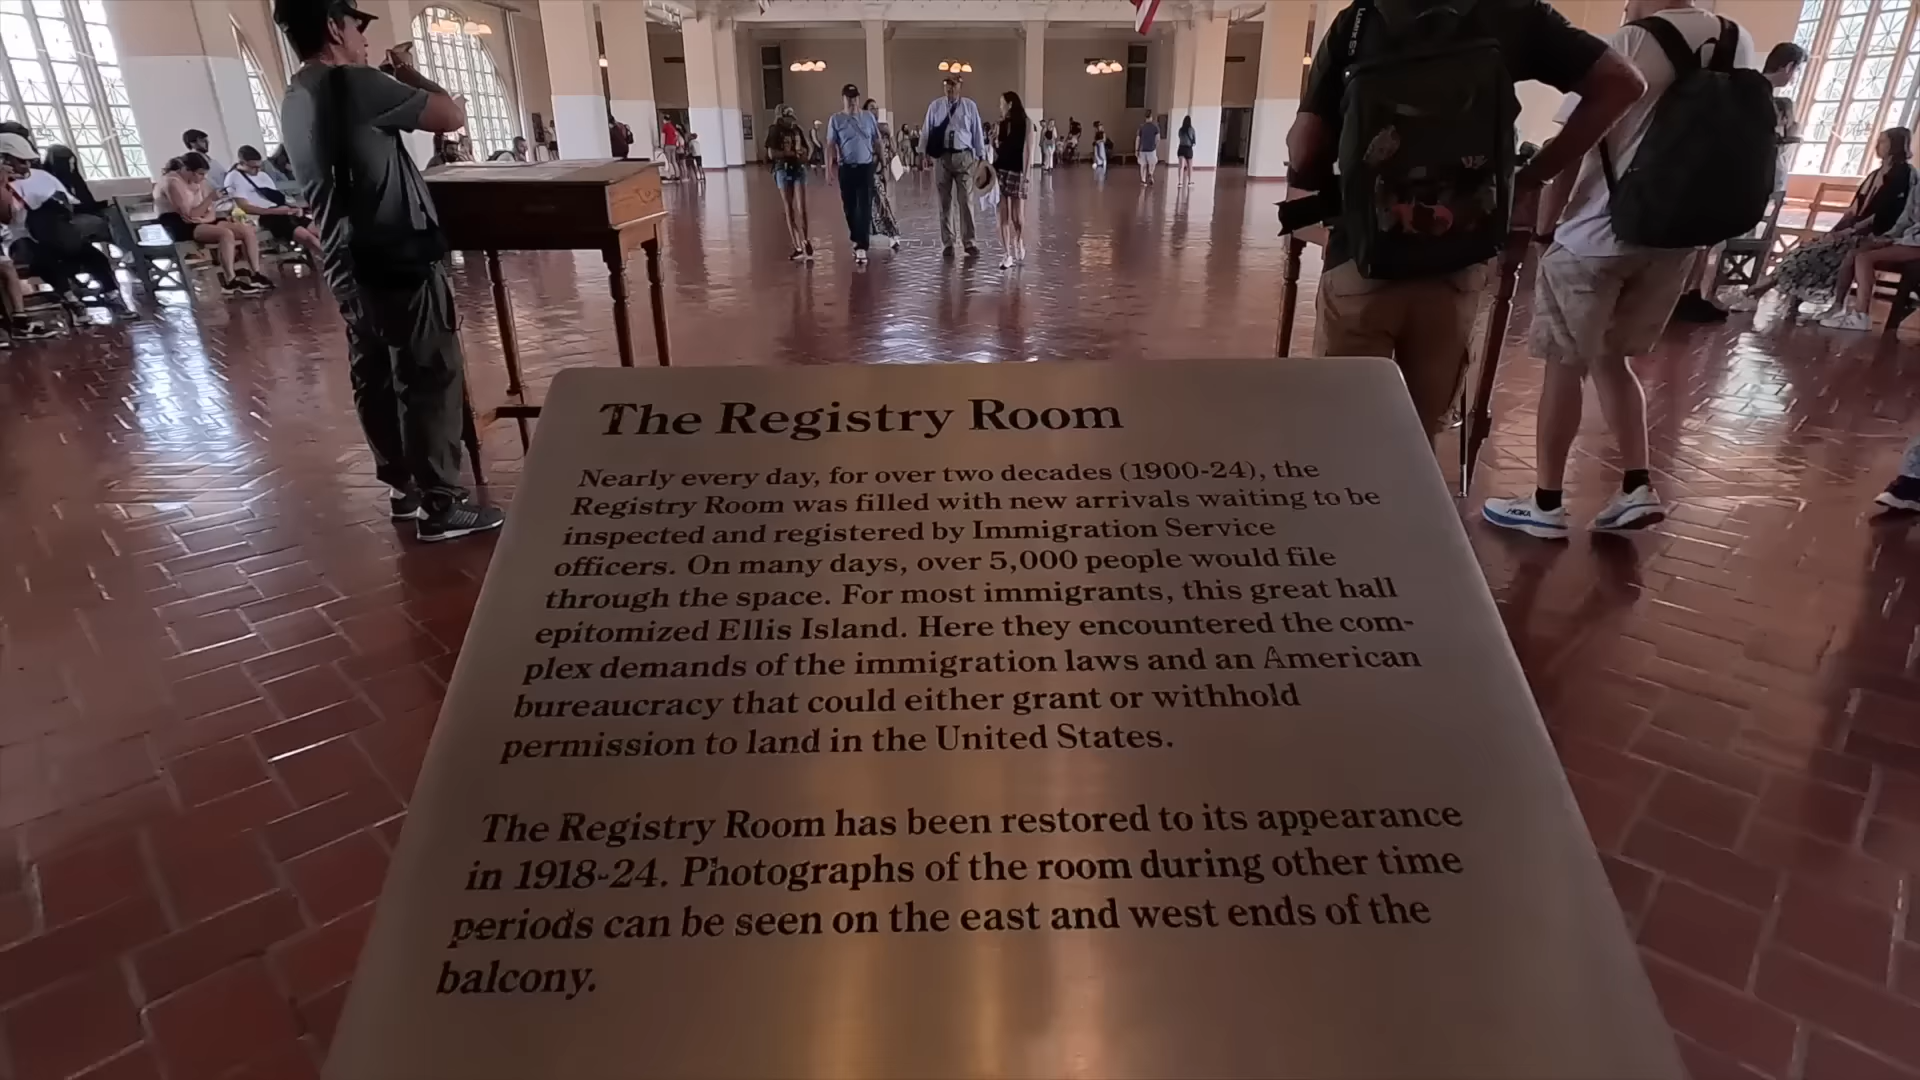 The Registry Room
Nearly every day, for over two decades (1900-24), the
Registry Room was filled with new arrivals waiting to be
inspected and registered by Immigration Service
officers. On many days, over 5,000 people would file
through the space. For most immigrants, this great hall
epitomized Ellis Island. Here they encountered the com-
plex demands of the immigration laws and an American
bureaucracy that could either grant or withhold
permission to land in the United States.
The Registry Room has been restored to its appearance
in 1918-24. Photographs of the room during other time
periods can be seen on the east and west ends of the
balcony.
HOKA